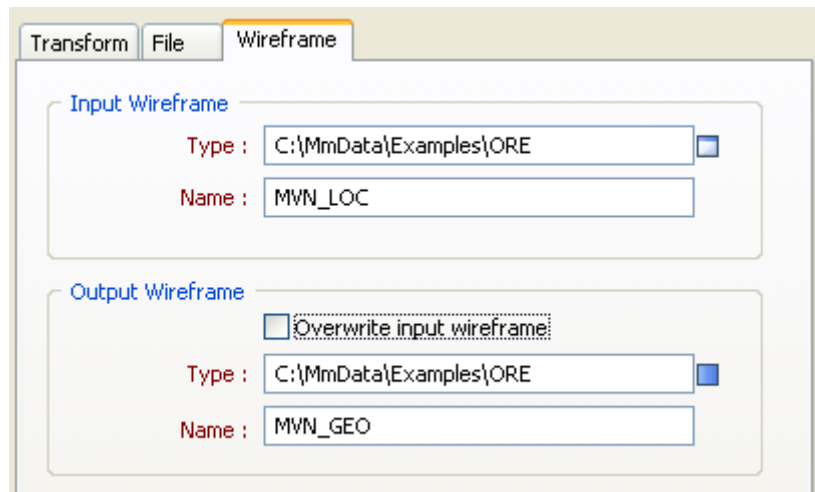 Transform File Wireframe
Input Wireframe
Type : C:\MmData\Examples\ORE
Name : MVN_LOC
Output Wireframe
Overwrite input wireframe
Type : C:\MmData\Examples\ORE
Name : MVN_GEO